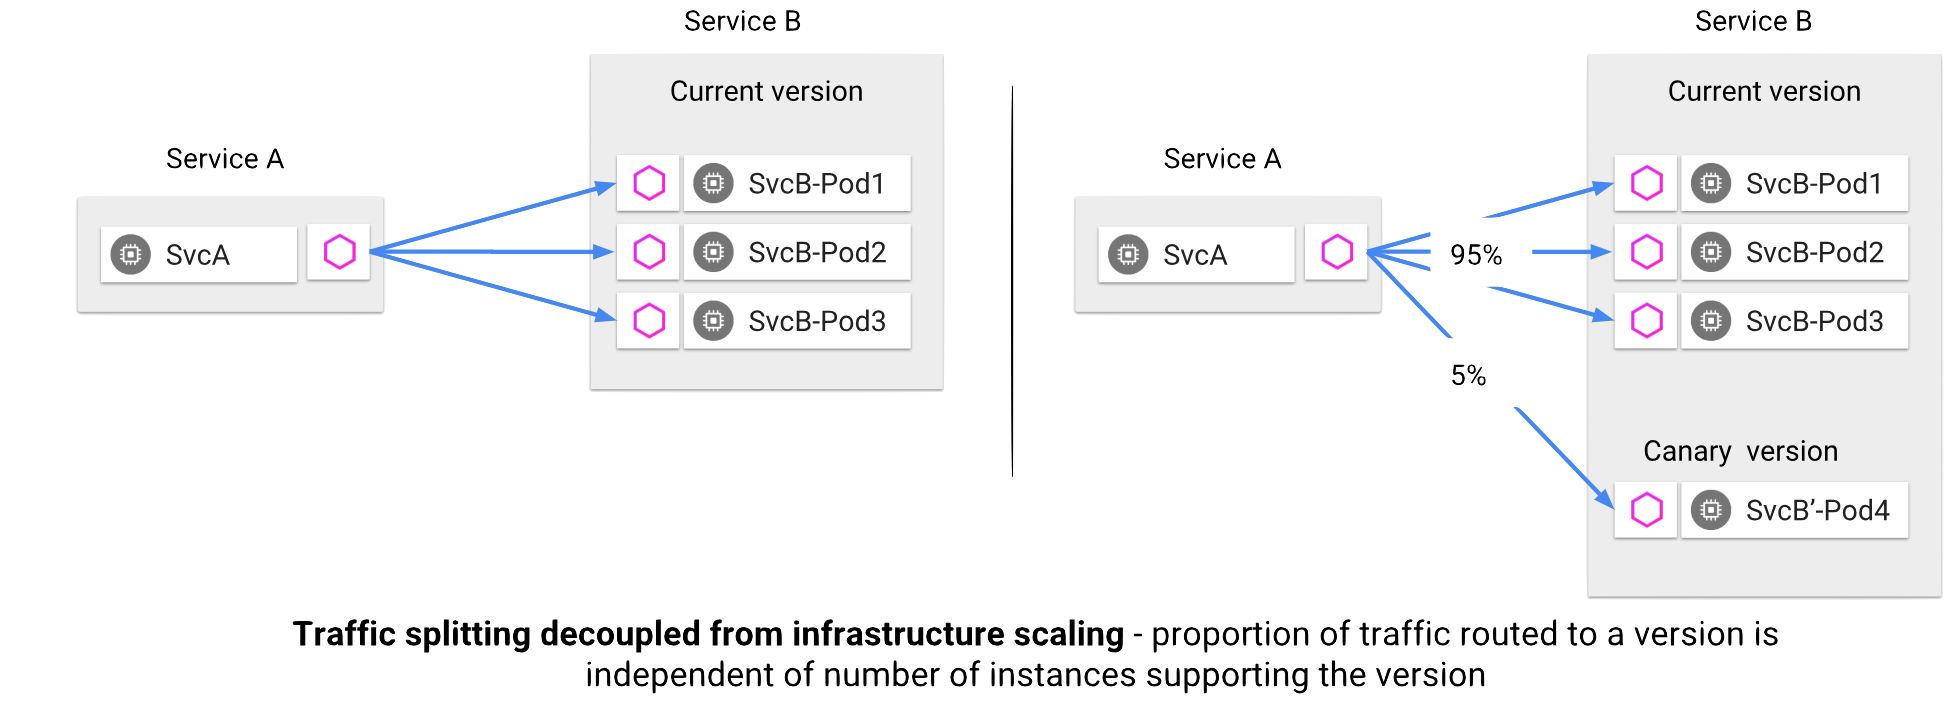 Service B
Current version
Service A
SvcA
SvcB-Pod1
SvcB-Pod2
SvcB-Pod3
Service B
Current version
Service A
SvcA
95%
5%
SvcB-Pod1
SvcB-Pod2
SvcB-Pod3
Canary version
SvcB’-Pod4
Traffic splitting decoupled from infrastructure scaling - proportion of traffic routed to a version is
independent of number of instances supporting the version